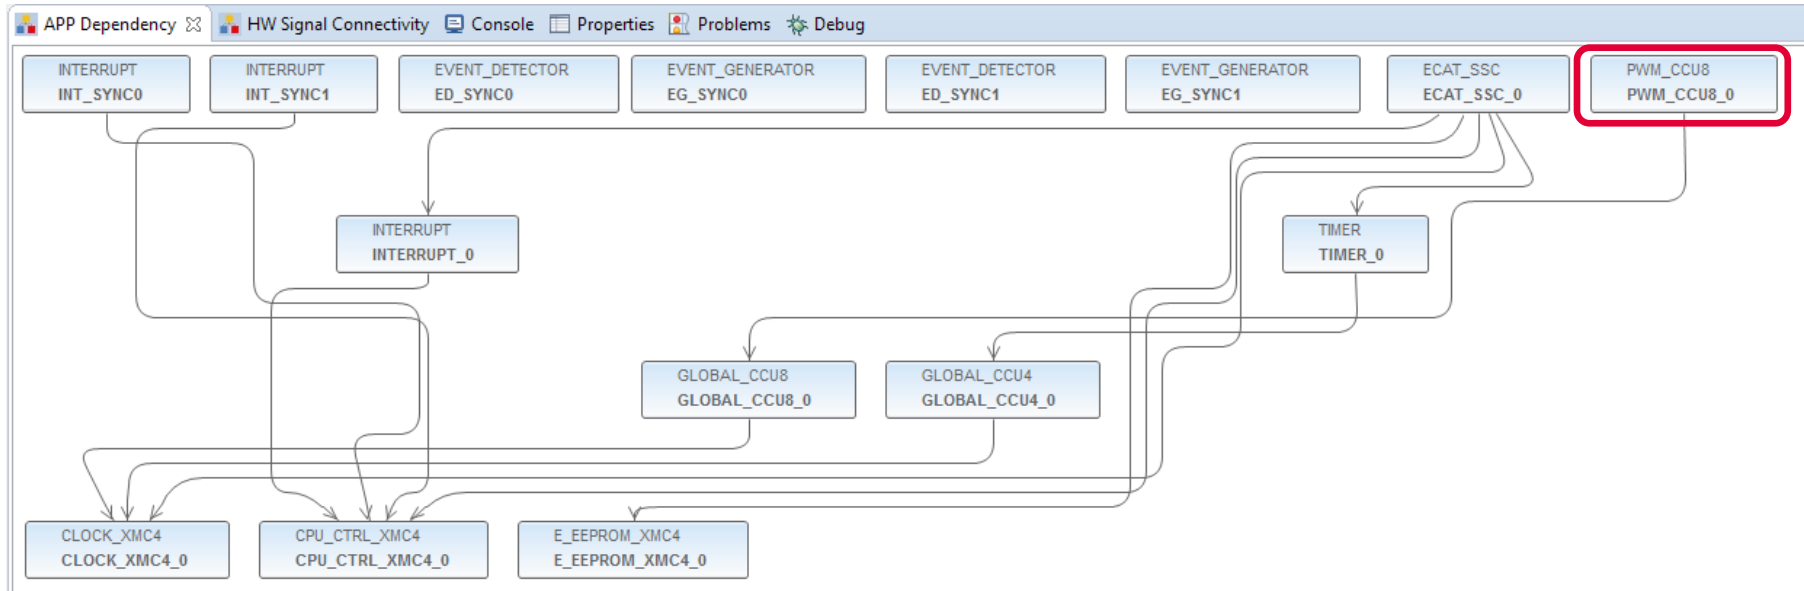 APP Dependency
HW Signal Connectivity
Console
Properties
Problems
Debug
INTERRUPT
INT_SYNC0
INTERRUPT
INT_SYNC1
EVENT_DETECTOR
ED_SYNC0
EVENT_GENERATOR
EG_SYNC0
EVENT_DETECTOR
ED_SYNC1
EVENT_GENERATOR
EG_SYNC1
ECAT_SSC
ECAT_SSC_0
PWM_CCU8
PWM_CCU8_0
INTERRUPT
INTERRUPT_0
TIMER
TIMER_0
GLOBAL_CCU8
GLOBAL_CCU8_0
GLOBAL_CCU4
GLOBAL_CCU4_0
CLOCK_XMC4
CLOCK_XMC4_0
CPU_CTRL_XMC4
CPU_CTRL_XMC4_0
E_EEPROM_XMC4
E_EEPROM_XMC4_0